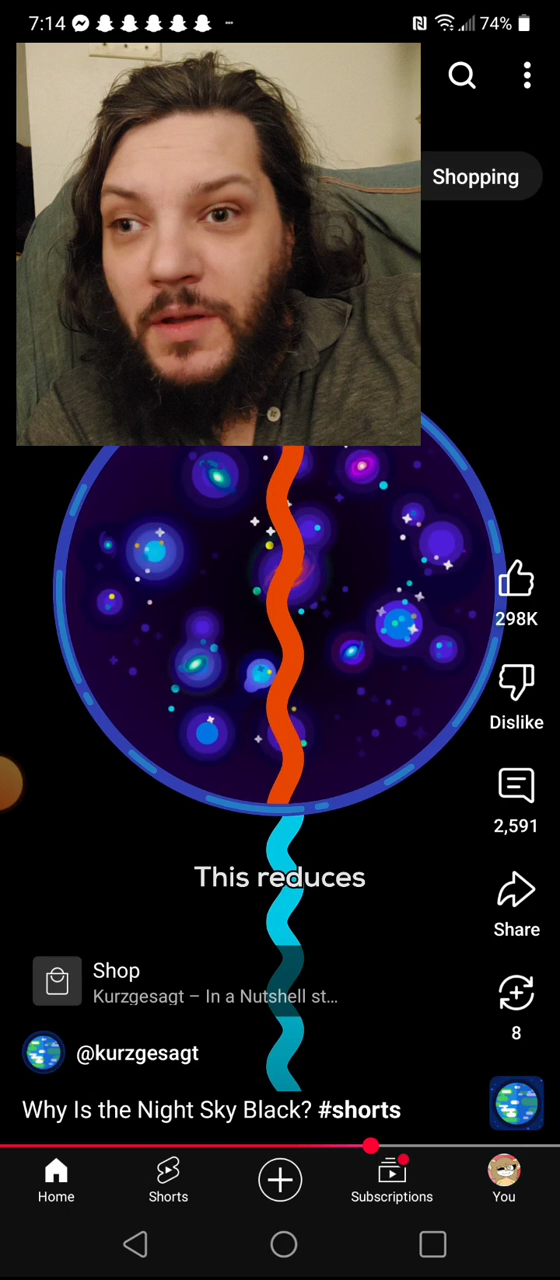 7:14
74%
Shopping
298K
Dislike
2,591
This reduces
Share
Shop
Kurzgesagt – In a Nutshell st...
8
@kurzgesagt
Why Is the Night Sky Black? #shorts
Home
Shorts
Subscriptions
You